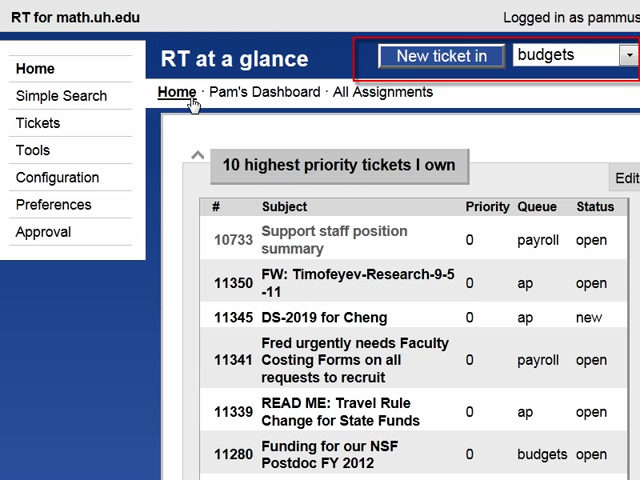 RT for math.uh.edu
Logged in as pammus
Home
Simple Search
Tickets
Tools
Configuration
Preferences
Approval
RT at a glance
New ticket in
budgets
Home · Pam's Dashboard · All Assignments
10 highest priority tickets I own
Edit
# Subject Priority Queue Status
10733 Support staff position summary 0 payroll open
11350 FW: Timofeyev-Research-9-5
-11 0 ap open
11345 DS-2019 for Cheng 0 ap new
11341 Fred urgently needs Faculty
Costing Forms on all
requests to recruit 0 payroll open
11339 READ ME: Travel Rule
Change for State Funds 0 ap open
11280 Funding for our NSF
Postdoc FY 2012 0 budgets open